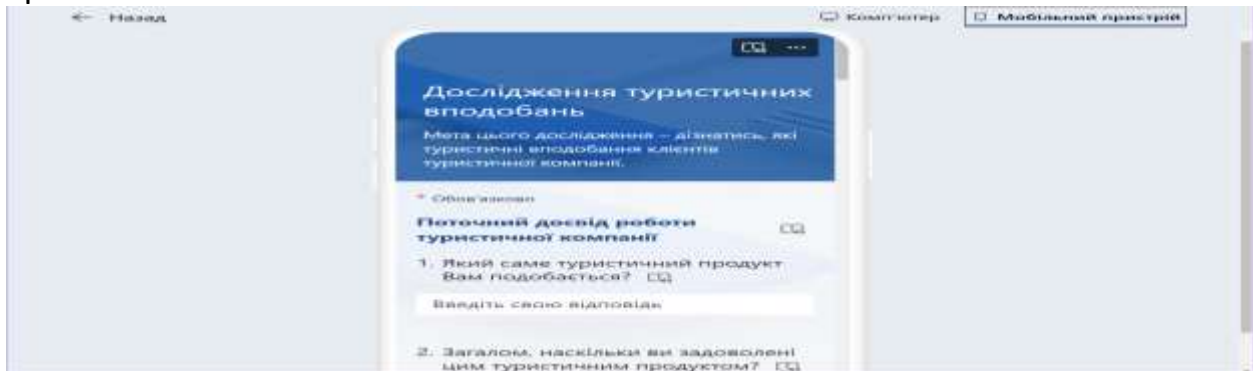 ← Назад
Комп'ютер
Мобільний пристрій
Дослідження туристичних
вподобань
Мета цього дослідження – дізнатись, які
туристичні вподобання клієнтів
туристичної компанії.
* Обов'язково
Поточний досвід роботи
туристичної компанії
1. Який саме туристичний продукт
Вам подобається?
Введіть свою відповідь
2. Загалом, наскільки ви задоволені
цим туристичним продуктом?